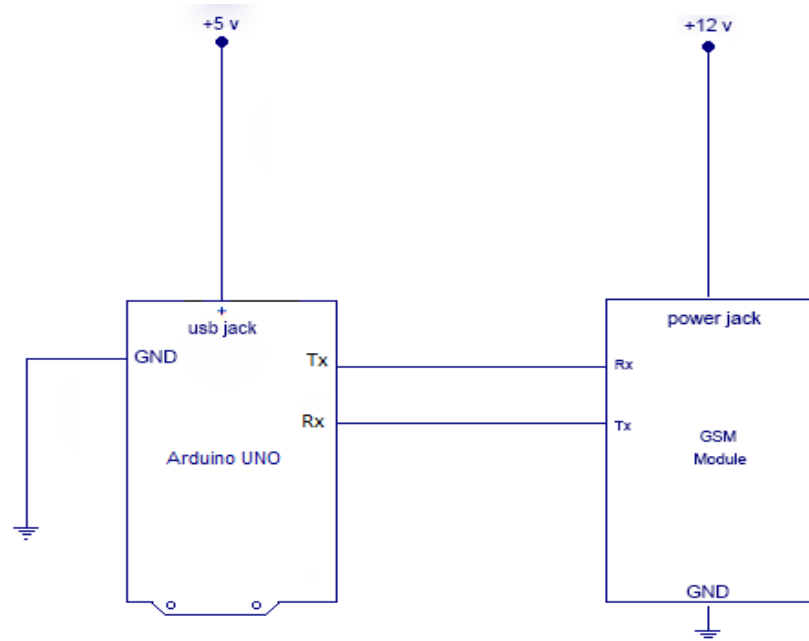 +5 v
+12 v
+
usb jack
power jack
GND
Tx
Rx
Rx
Tx
Arduino UNO
GSM
Module
GND